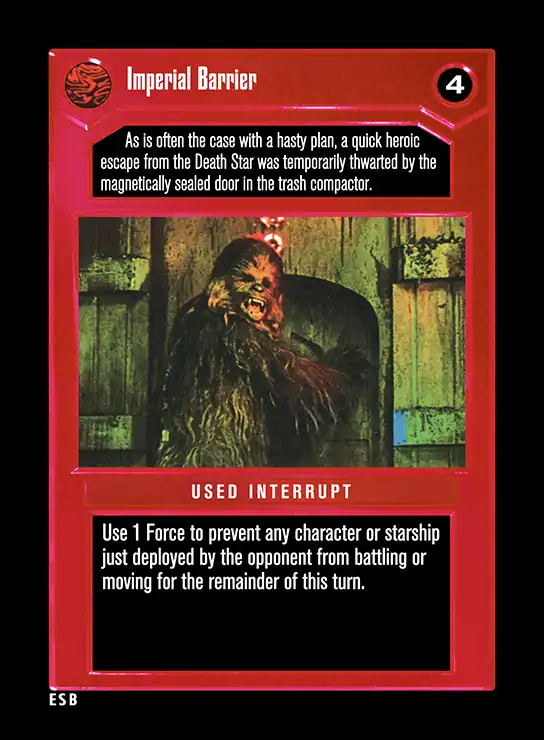 Imperial Barrier
4
As is often the case with a hasty plan, a quick heroic
escape from the Death Star was temporarily thwarted by the
magnetically sealed door in the trash compactor.
USED INTERRUPT
Use 1 Force to prevent any character or starship
just deployed by the opponent from battling or
moving for the remainder of this turn.
ESB